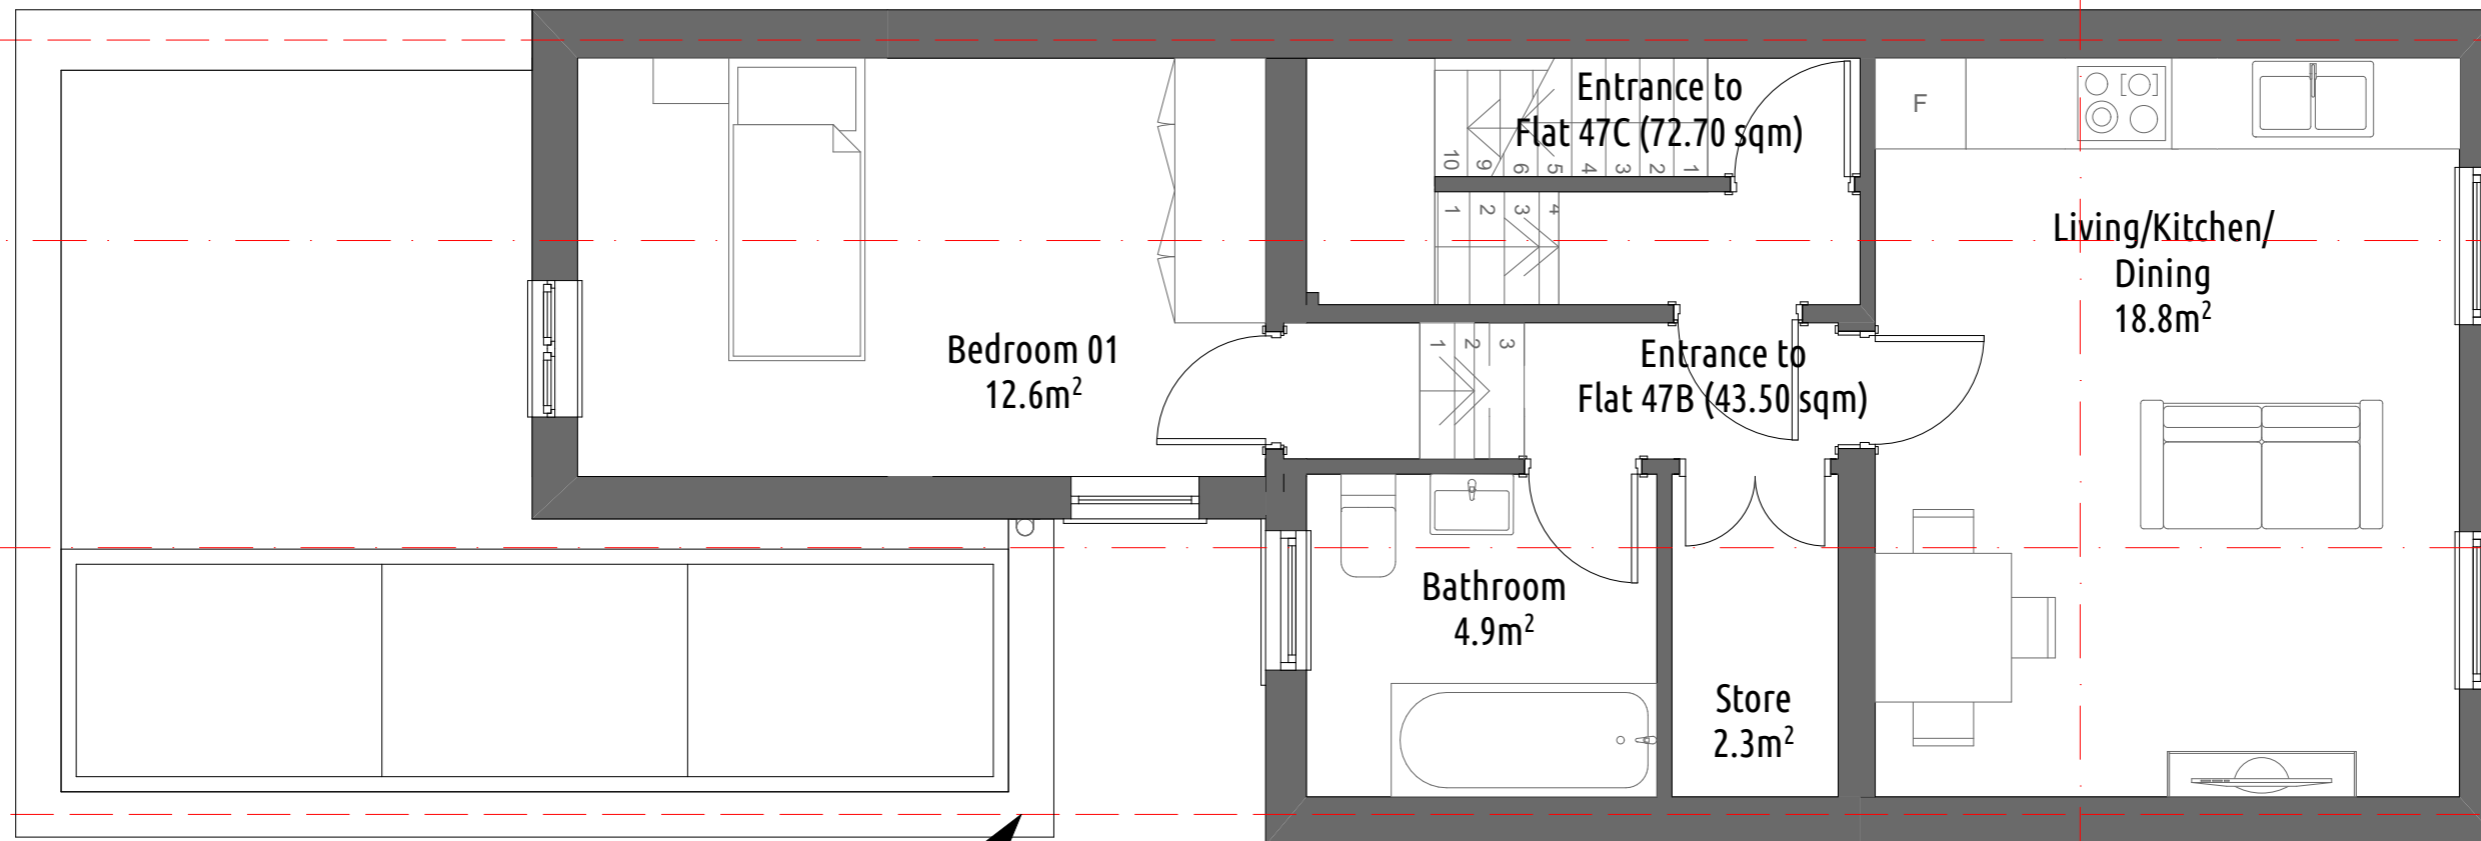 Entrance to
Flat 47C (72.70 sqm)
10 9 6 5 4 3 2 1
F
1 2 3 4
Living/Kitchen/
Dining
18.8m²
Bedroom 01
12.6m²
1 2 3
Entrance to
Flat 47B (43.50 sqm)
Bathroom
4.9m²
Store
2.3m²